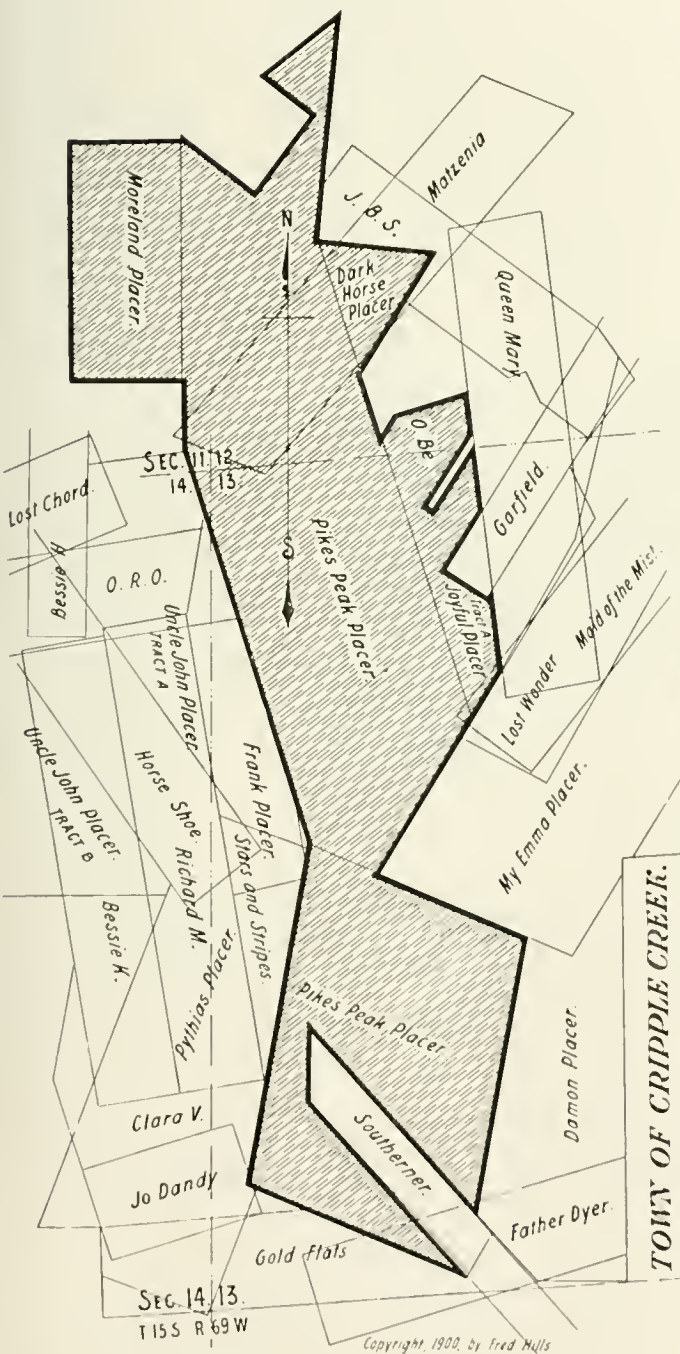 Matzenia
J. B. S.
Moreland Placer.
N
Dark
Horse
Placer
Queen Mary
O Be
SEC. 11. 12.
14. 13.
Garfield.
Lost Chord.
Bessie H
O. R. O.
S
Pikes Peak Placer.
Tract A
Joyful Placer
Maid of the Mist.
Lost Wonder
Uncle John Placer.
TRACT A
Uncle John Placer.
TRACT B
Horse Shoe.
Frank Placer.
My Emma Placer.
Richard M.
Stars and Stripes.
Bessie K.
Pythias Placer.
Pikes Peak Placer
Damon Placer.
Clara V.
Southerner.
Jo Dandy
Father Dyer.
Gold Flats
TOWN OF CRIPPLE CREEK.
SEC. 14. 13.
T 15 S R 69 W
Copyright, 1900, by Fred Hills